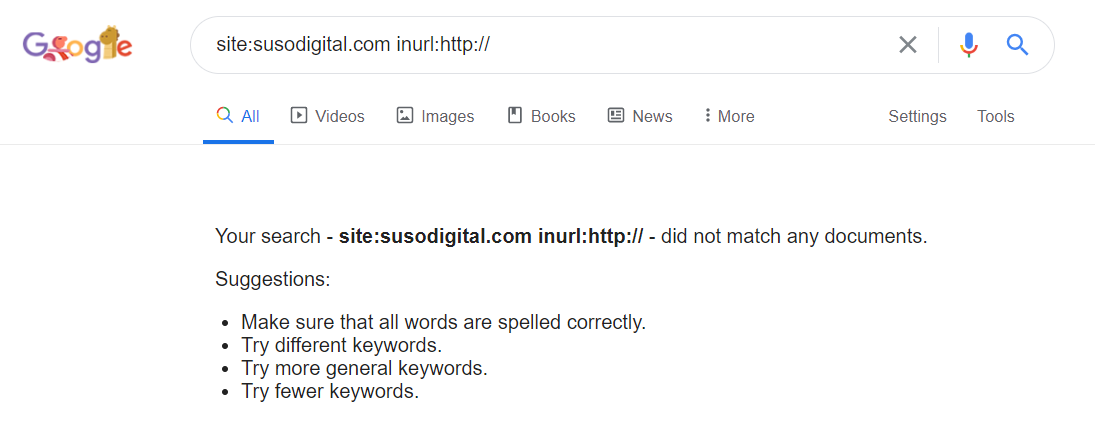 Google
site:susodigital.com inurl:http://
All Videos Images Books News More Settings Tools
Your search - site:susodigital.com inurl:http:// - did not match any documents.
Suggestions:
• Make sure that all words are spelled correctly.
• Try different keywords.
• Try more general keywords.
• Try fewer keywords.